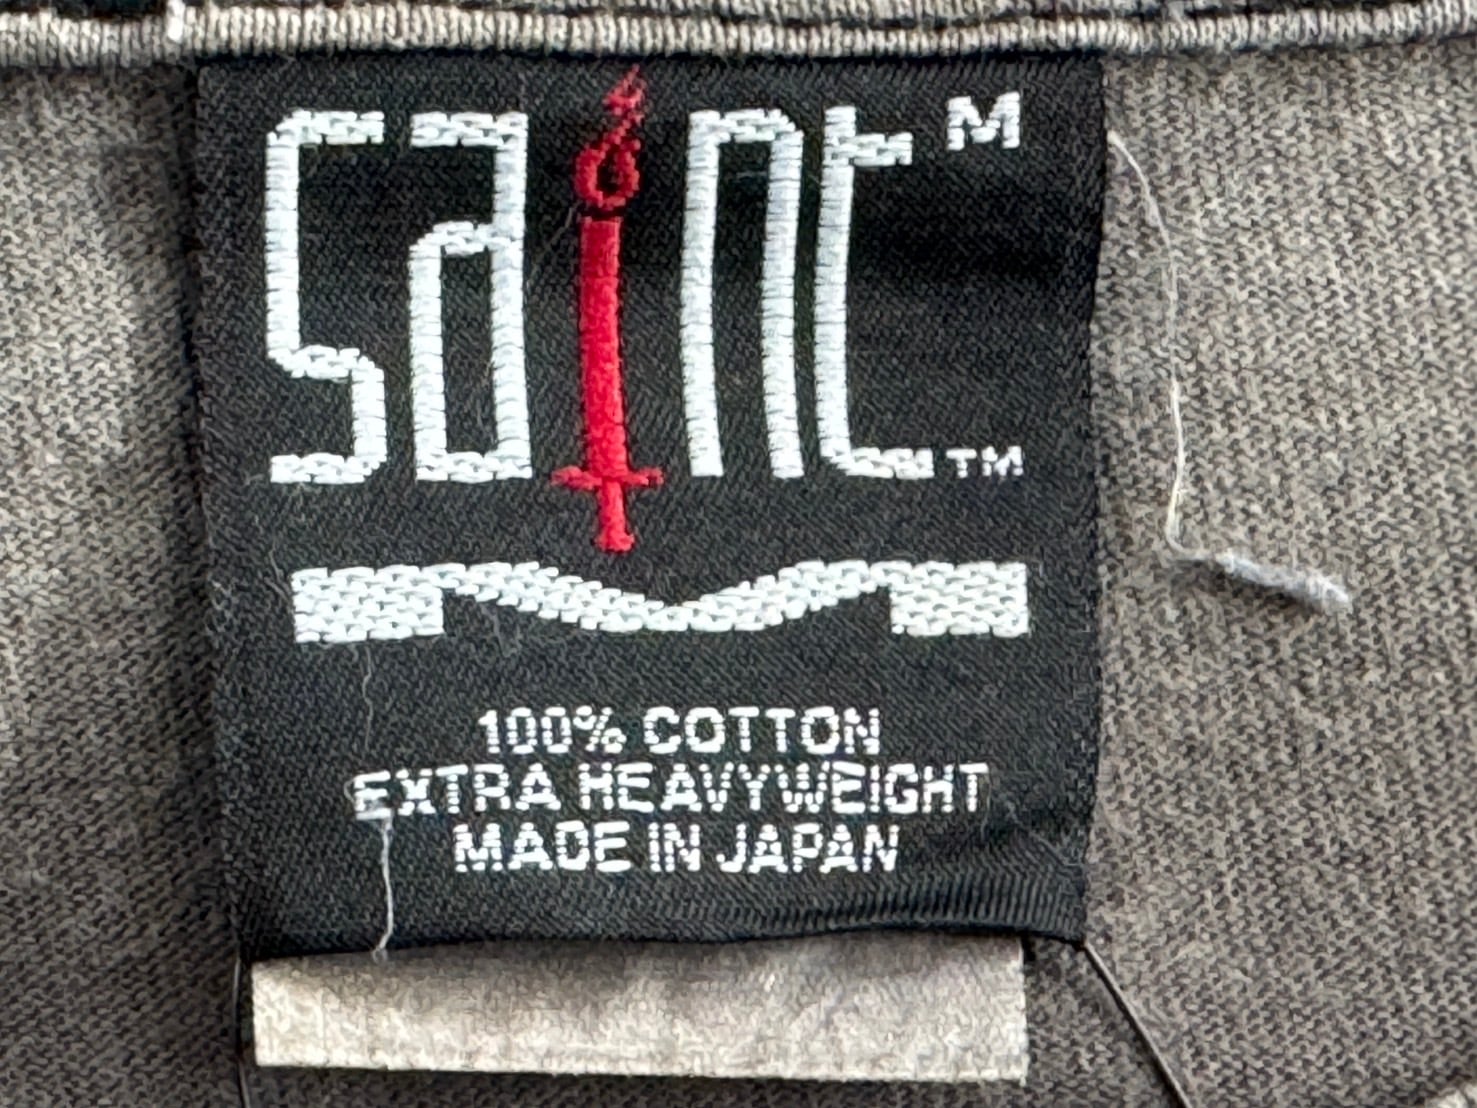 SaINt M
TM
100% COTTON
EXTRA HEAVYWEIGHT
MADE IN JAPAN